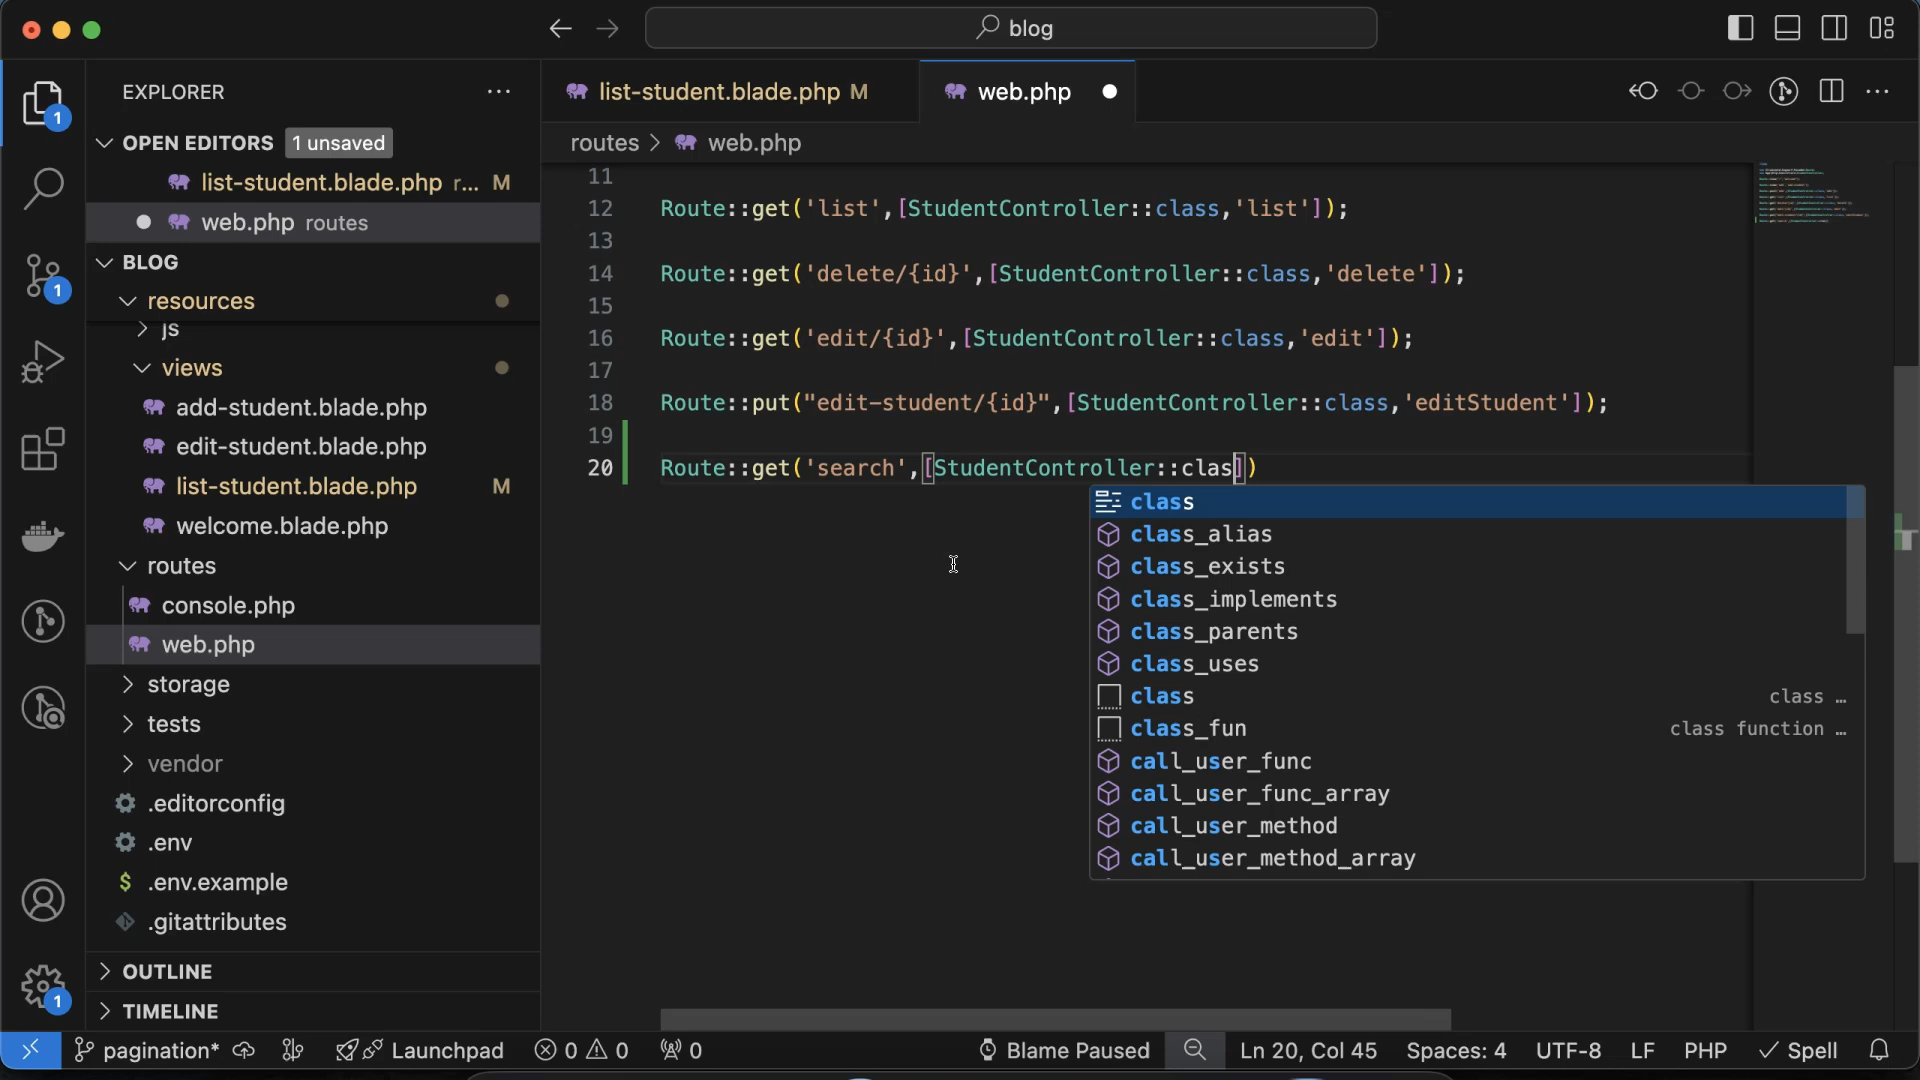 blog
EXPLORER
OPEN EDITORS 1 unsaved
list-student.blade.php r... M
web.php routes
BLOG
resources
js
views
add-student.blade.php
edit-student.blade.php
list-student.blade.php M
welcome.blade.php
routes
console.php
web.php
storage
tests
vendor
.editorconfig
.env
$ .env.example
.gitattributes
OUTLINE
TIMELINE
1
1
1
list-student.blade.php M
web.php
routes > web.php
11
12 Route::get('list',[StudentController::class,'list']);
13
14 Route::get('delete/{id}',[StudentController::class,'delete']);
15
16 Route::get('edit/{id}',[StudentController::class,'edit']);
17
18 Route::put("edit-student/{id}",[StudentController::class,'editStudent']);
19
20 Route::get('search',[StudentController::clas])
class
class_alias
class_exists
class_implements
class_parents
class_uses
class class …
class_fun class function …
call_user_func
call_user_func_array
call_user_method
call_user_method_array
pagination* Launchpad 0 0 0 Blame Paused Ln 20, Col 45 Spaces: 4 UTF-8 LF PHP Spell